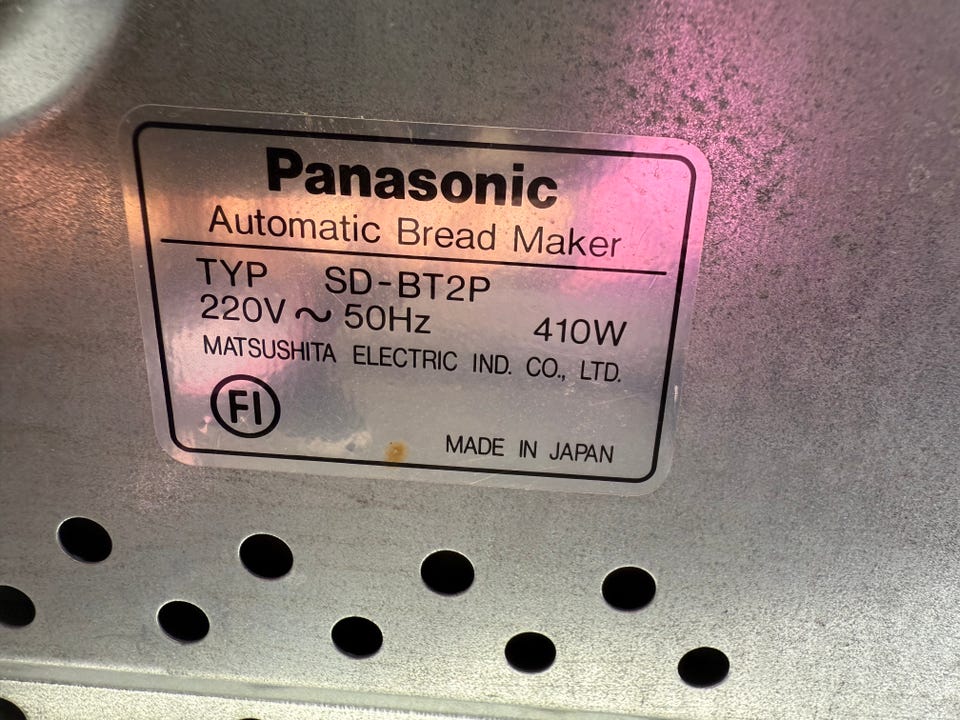 Panasonic
Automatic Bread Maker
TYP SD-BT2P
220V ~ 50Hz 410W
MATSUSHITA ELECTRIC IND. CO., LTD.
FI
MADE IN JAPAN